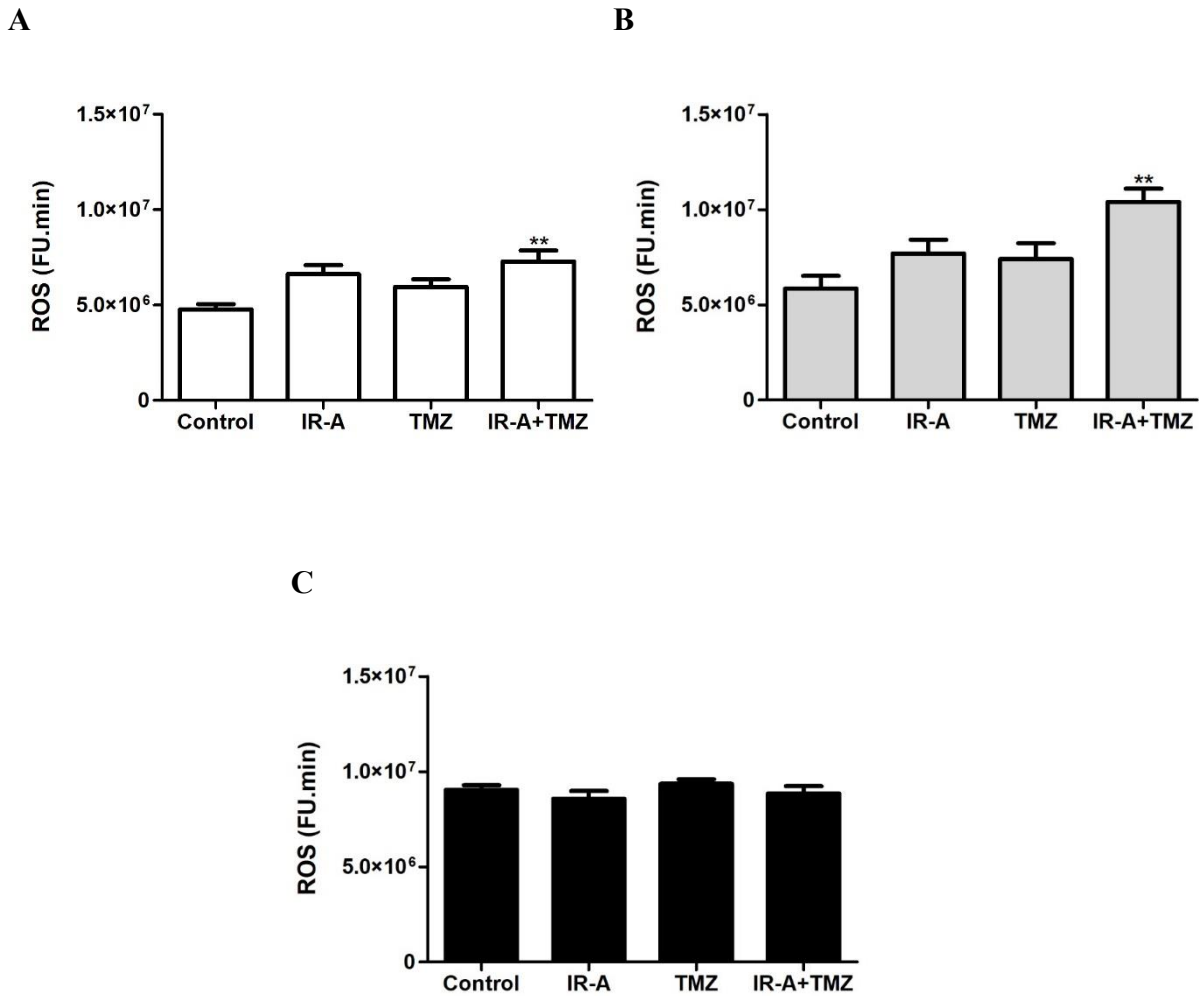 A
B
1.5×10⁷
1.0×10⁷
5.0×10⁶
0
ROS (FU.min)
**
Control IR-A TMZ IR-A+TMZ
1.5×10⁷
1.0×10⁷
5.0×10⁶
0
ROS (FU.min)
**
Control IR-A TMZ IR-A+TMZ
C
1.5×10⁷
1.0×10⁷
5.0×10⁶
0
ROS (FU.min)
Control IR-A TMZ IR-A+TMZ